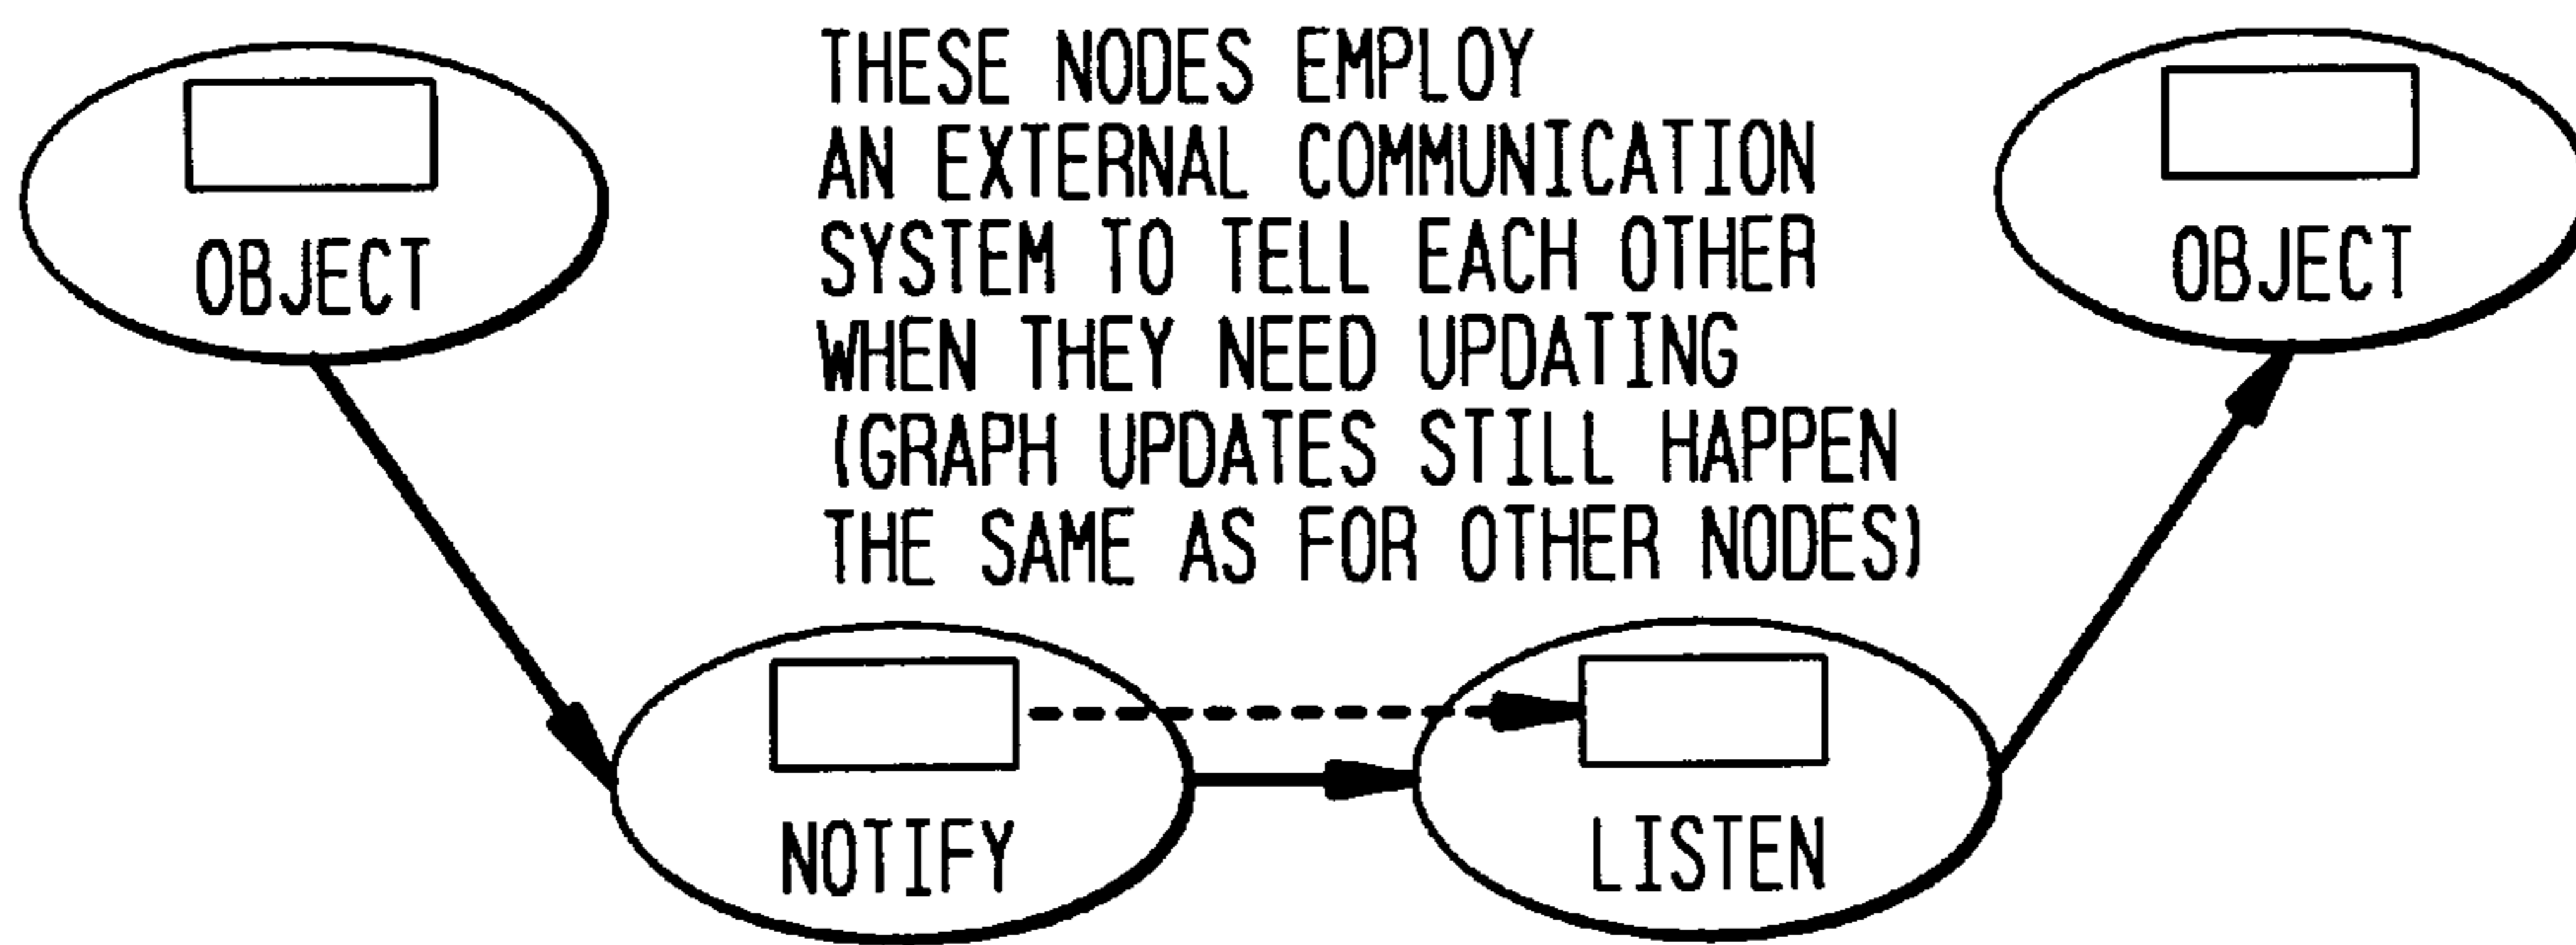 THESE NODES EMPLOY
AN EXTERNAL COMMUNICATION
SYSTEM TO TELL EACH OTHER
WHEN THEY NEED UPDATING
(GRAPH UPDATES STILL HAPPEN
THE SAME AS FOR OTHER NODES)
OBJECT
OBJECT
NOTIFY
LISTEN